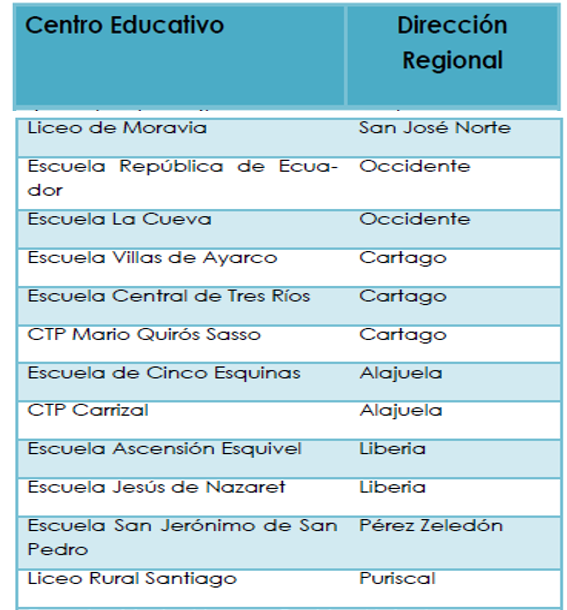 Centro Educativo Dirección
Regional
Liceo de Moravia San José Norte
Escuela República de Ecua- Occidente
dor
Escuela La Cueva Occidente
Escuela Villas de Ayarco Cartago
Escuela Central de Tres Ríos Cartago
CTP Mario Quirós Sasso Cartago
Escuela de Cinco Esquinas Alajuela
CTP Carrizal Alajuela
Escuela Ascensión Esquivel Liberia
Escuela Jesús de Nazaret Liberia
Escuela San Jerónimo de San Pérez Zeledón
Pedro
Liceo Rural Santiago Puriscal